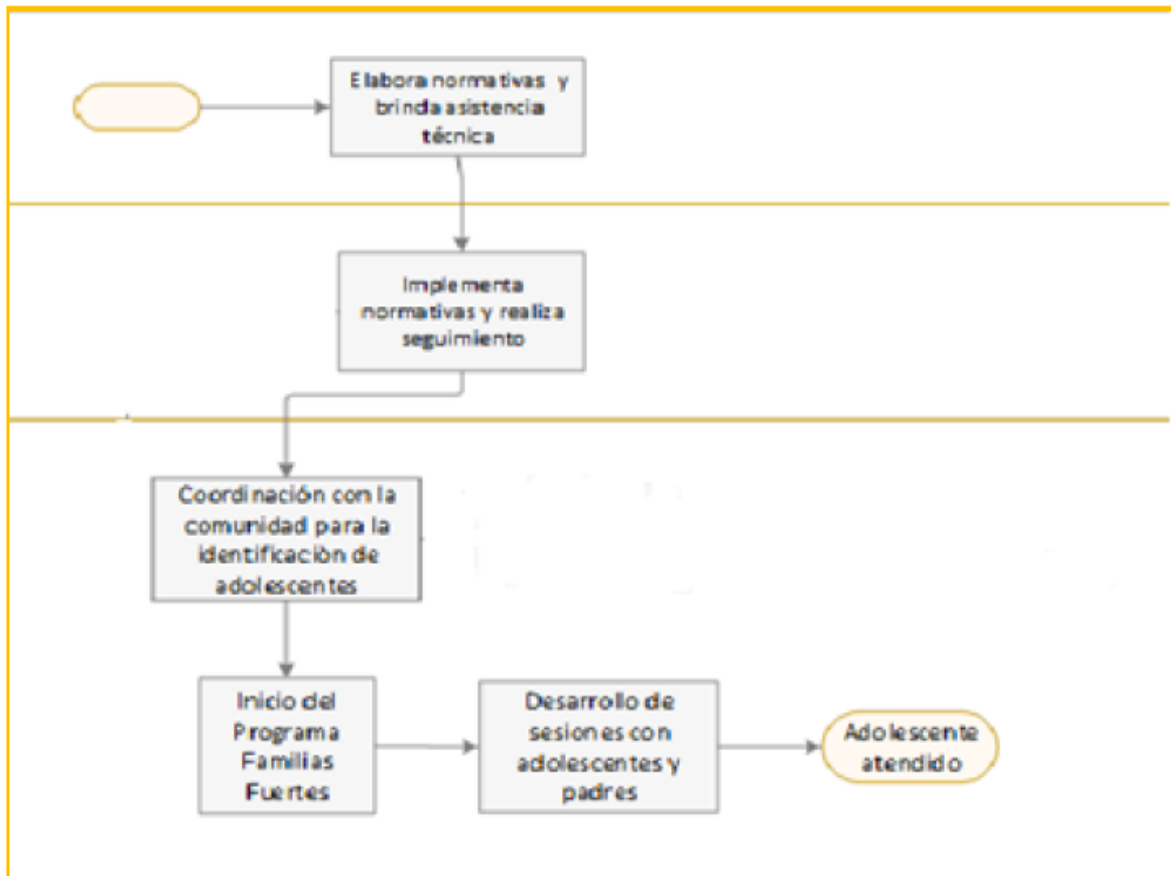 Elabora normativas y
brinda asistencia
técnica
Implementa
normativas y realiza
seguimiento
Coordinación con la
comunidad para la
identificaciòn de
adolescentes
Inicio del
Programa
Familias
Fuertes
Desarrollo de
sesiones con
adolescentes y
padres
Adolescente
atendido